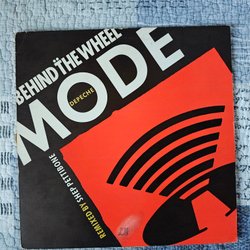 BEHIND THE WHEEL
DEPECHE
MODE
REMIXED BY SHEP PETTIBONE